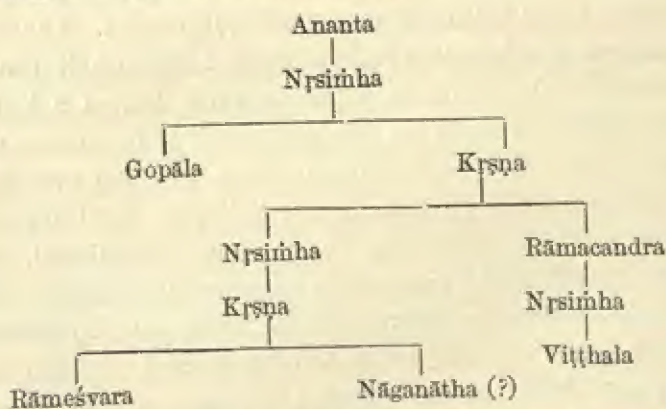 Ananta
Nṛsiṁha
Gopāla Kṛṣṇa
Nṛsiṁha Rāmacandra
Kṛṣṇa Nṛsiṁha
Viṭṭhala
Rāmeśvara Nāganātha (?)